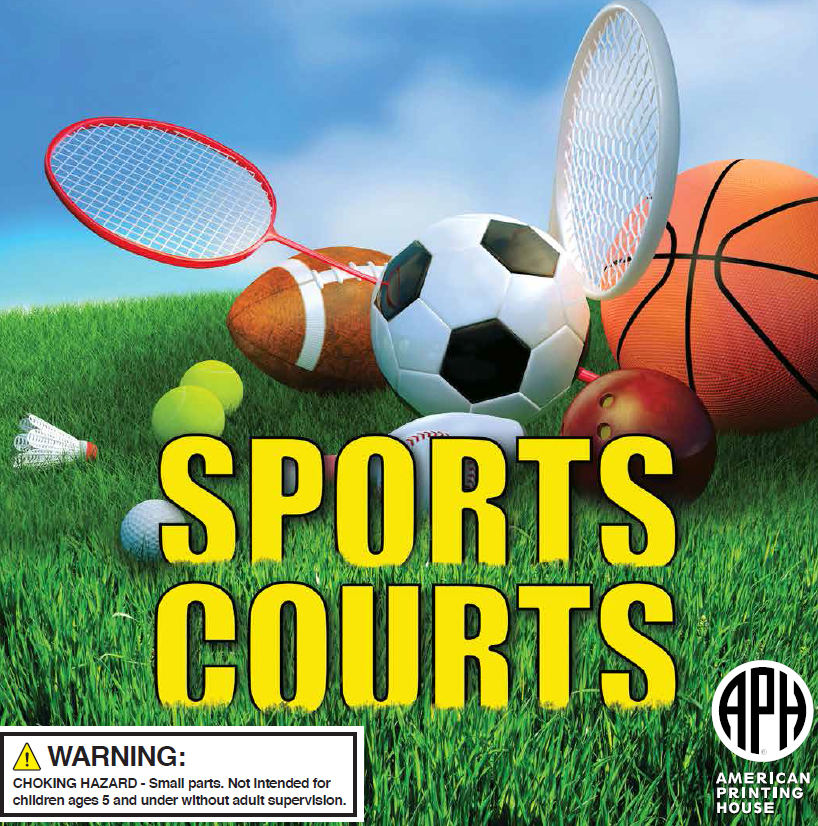 SPORTS
COURTS
WARNING:
CHOKING HAZARD - Small parts. Not intended for
children ages 5 and under without adult supervision.
APH
®
AMERICAN
PRINTING
HOUSE